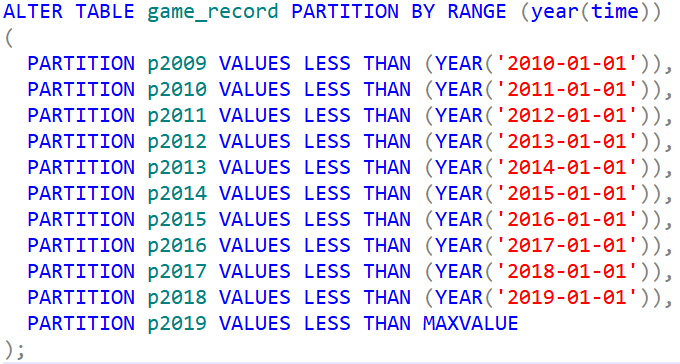 ALTER TABLE game_record PARTITION BY RANGE (year(time))
(
  PARTITION p2009 VALUES LESS THAN (YEAR('2010-01-01')),
  PARTITION p2010 VALUES LESS THAN (YEAR('2011-01-01')),
  PARTITION p2011 VALUES LESS THAN (YEAR('2012-01-01')),
  PARTITION p2012 VALUES LESS THAN (YEAR('2013-01-01')),
  PARTITION p2013 VALUES LESS THAN (YEAR('2014-01-01')),
  PARTITION p2014 VALUES LESS THAN (YEAR('2015-01-01')),
  PARTITION p2015 VALUES LESS THAN (YEAR('2016-01-01')),
  PARTITION p2016 VALUES LESS THAN (YEAR('2017-01-01')),
  PARTITION p2017 VALUES LESS THAN (YEAR('2018-01-01')),
  PARTITION p2018 VALUES LESS THAN (YEAR('2019-01-01')),
  PARTITION p2019 VALUES LESS THAN MAXVALUE
);